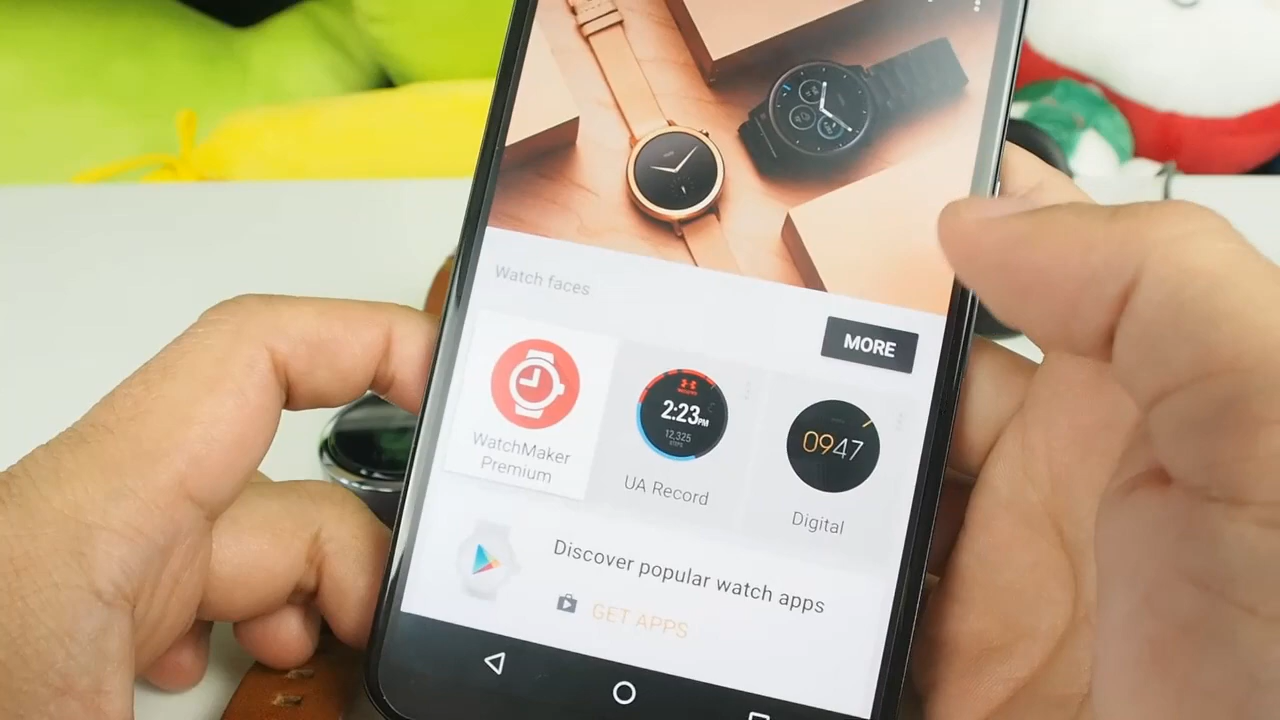 Watch faces
MORE
WatchMaker
Premium
2:23PM
12,325
STEPS
UA Record
0947
Digital
Discover popular watch apps
GET APPS